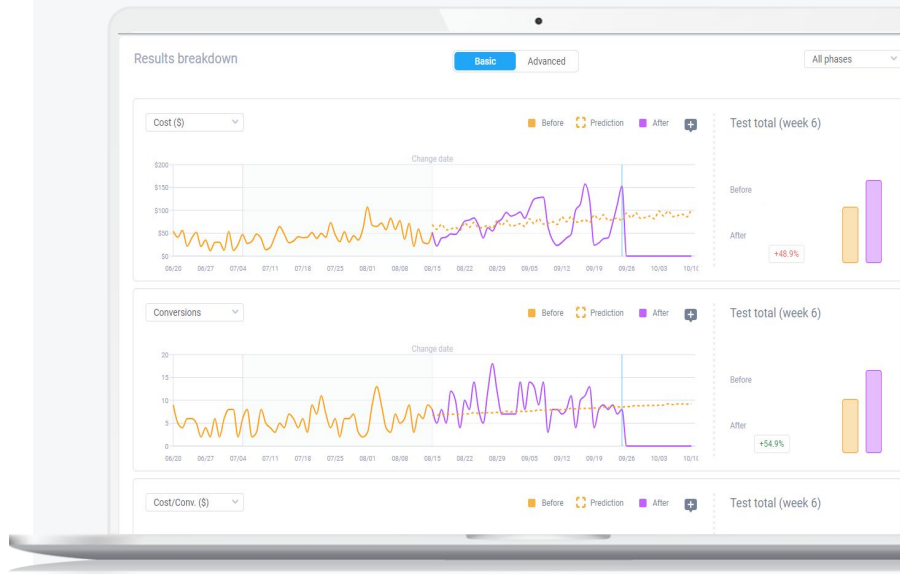 Results breakdown
Basic
Advanced
All phases
Cost ($)
Before
Prediction
After
Test total (week 6)
Change date
$200
$150
$100
$50
$0
06/20 06/27 07/04 07/11 07/18 07/25 08/01 08/08 08/15 08/22 08/29 09/05 09/12 09/19 09/26 10/03 10/10
Before
After
+48.9%
Conversions
Before
Prediction
After
Test total (week 6)
Change date
20
15
10
5
0
06/20 06/27 07/04 07/11 07/18 07/25 08/01 08/08 08/15 08/22 08/29 09/05 09/12 09/19 09/26 10/03 10/10
Before
After
+54.9%
Cost/Conv. ($)
Before
Prediction
After
Test total (week 6)